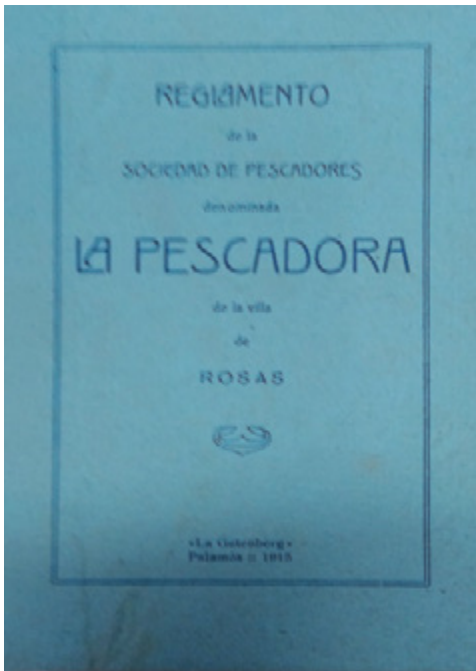 REGLAMENTO
de la
SOCIEDAD DE PESCADORES
denominada
LA PESCADORA
de la villa
de
ROSAS
«La Gutenberg»
Palamós :: 1915